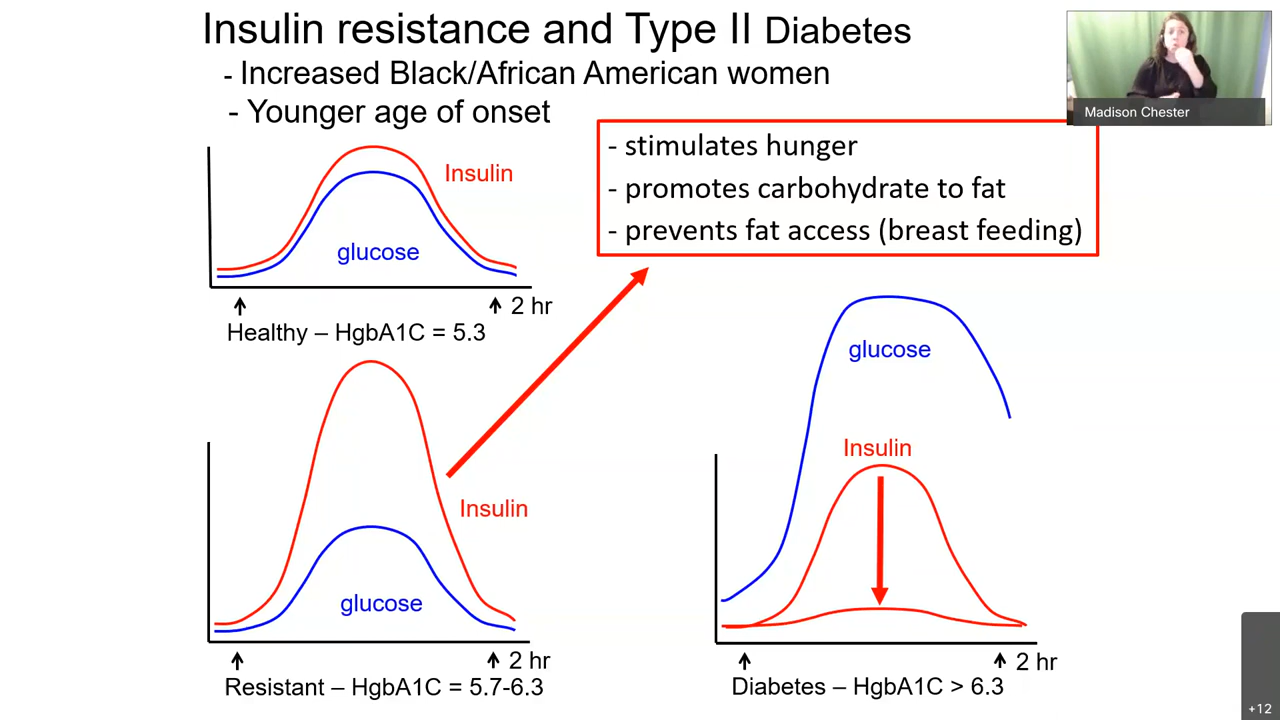 Insulin resistance and Type II Diabetes
- Increased Black/African American women
- Younger age of onset
Madison Chester
- stimulates hunger
- promotes carbohydrate to fat
- prevents fat access (breast feeding)
Insulin
glucose
2 hr
Healthy – HgbA1C = 5.3
Insulin
glucose
2 hr
Resistant – HgbA1C = 5.7-6.3
glucose
Insulin
2 hr
Diabetes – HgbA1C > 6.3
+12